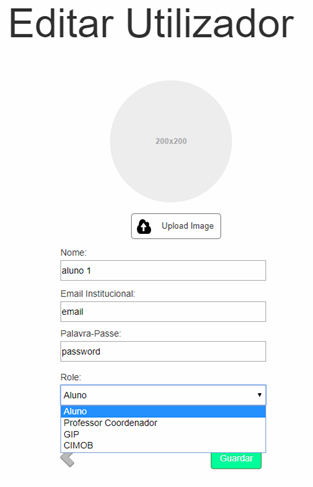 Editar Utilizador
200x200
Upload Image
Nome:
aluno 1
Email Institucional:
email
Palavra-Passe:
password
Role:
Aluno
Aluno
Professor Coordenador
GIP
CIMOB
Guardar